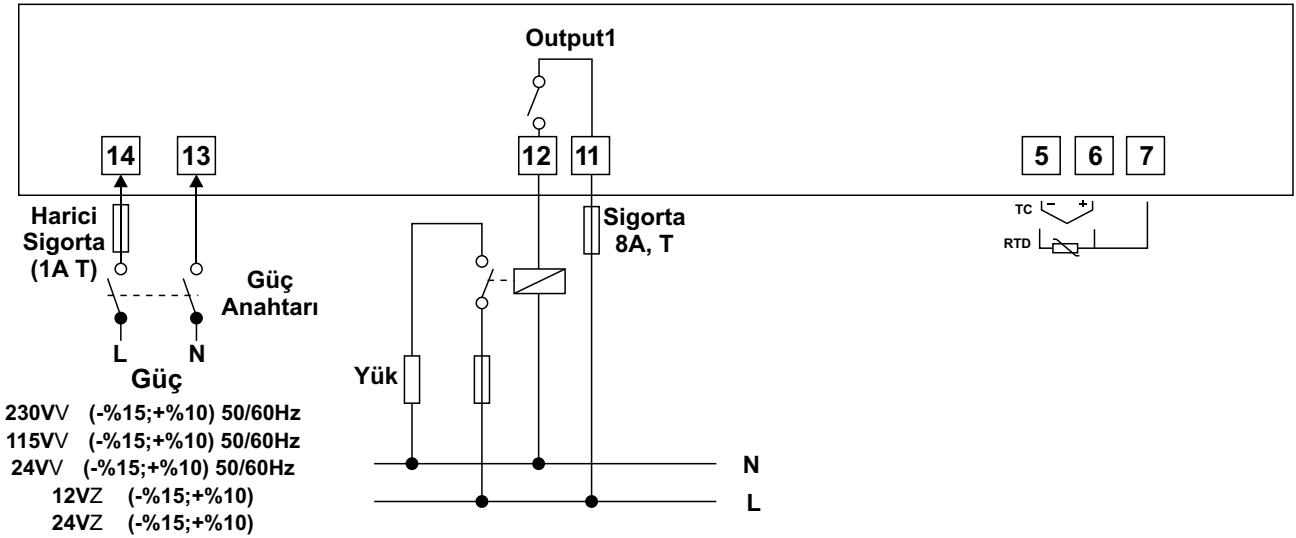 Output1
14
13
12
11
5
6
7
Harici
Sigorta
(1A T)
Güç
Anahtarı
Sigorta
8A, T
TC
- +
RTD
L
N
Güç
Yük
230VV (-%15;+%10) 50/60Hz
115VV (-%15;+%10) 50/60Hz
24VV (-%15;+%10) 50/60Hz
12VZ (-%15;+%10)
24VZ (-%15;+%10)
N
L